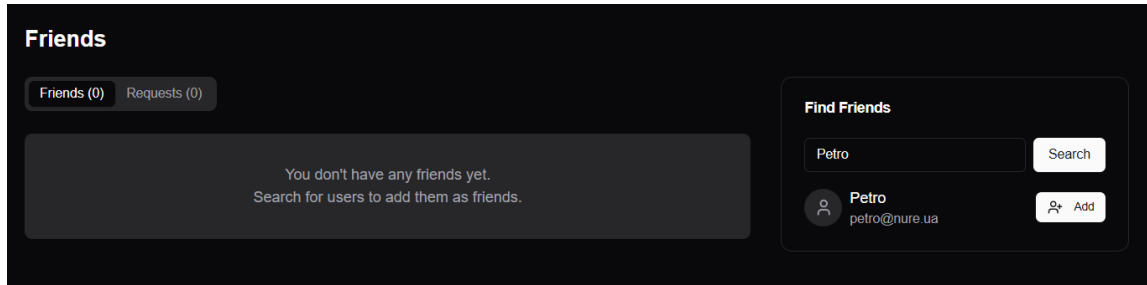 Friends
Friends (0) Requests (0)
You don't have any friends yet.
Search for users to add them as friends.
Find Friends
Petro Search
Petro
petro@nure.ua
Add